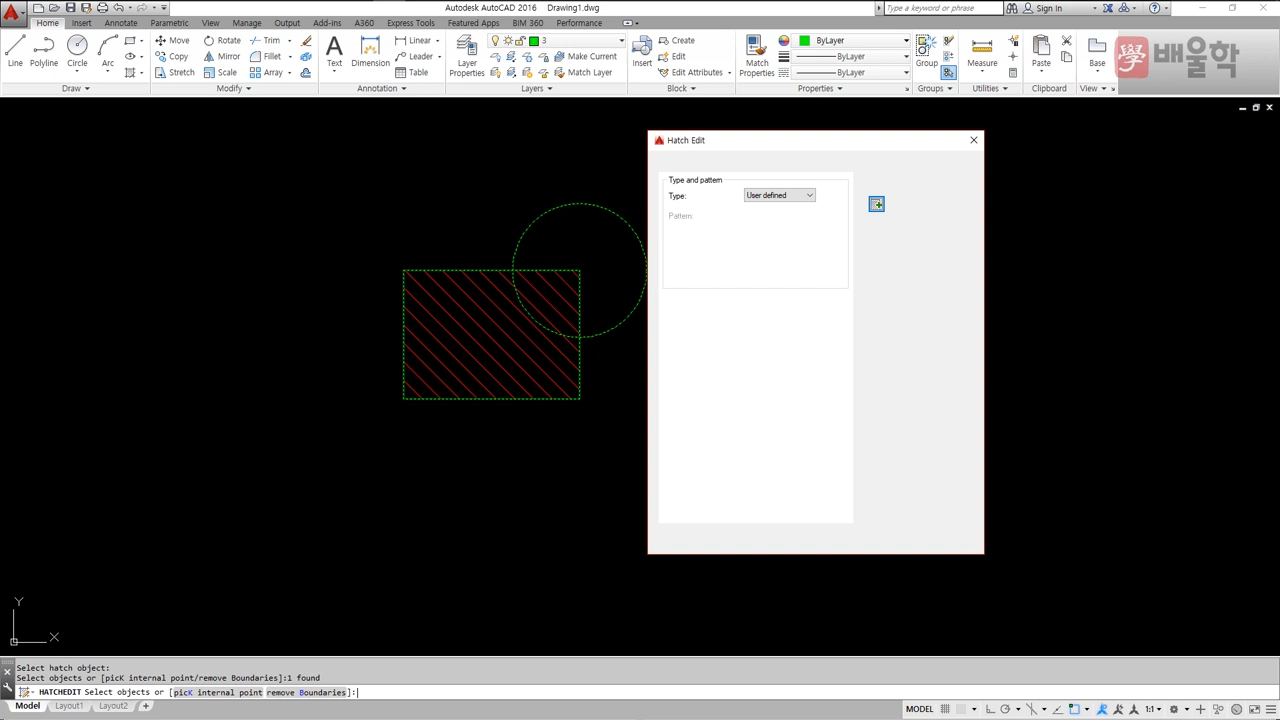 Autodesk AutoCAD 2016 Drawing1.dwg
Type a keyword or phrase
Sign In
Home Insert Annotate Parametric View Manage Output Add-ins A360 Express Tools Featured Apps BIM 360 Performance
Line
Polyline
Circle
Arc
Move
Copy
Stretch
Rotate
Mirror
Scale
Trim
Fillet
Array
Text
Dimension
Linear
Leader
Table
Layer
Properties
3
Make Current
Match Layer
Insert
Create
Edit
Edit Attributes
Match
Properties
ByLayer
ByLayer
ByLayer
Group
Measure
Paste
Base
學 배울학
Draw Modify Annotation Layers Block Properties Groups Utilities Clipboard View
Hatch Edit
Type and pattern
Type: User defined
Pattern:
Y
X
Select hatch object:
Select objects or [picK internal point/remove Boundaries]:1 found
HATCHEDIT Select objects or [picK internal point remove Boundaries]:
Model Layout1 Layout2 +
MODEL 1:1